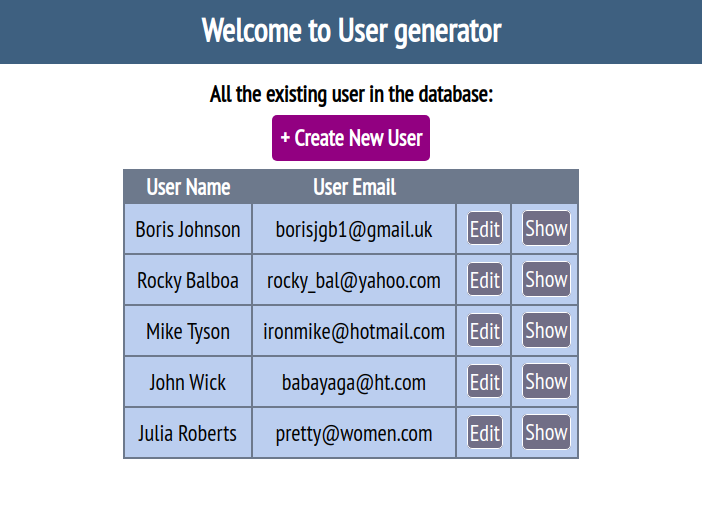 Welcome to User generator
All the existing user in the database:
+ Create New User
User Name User Email
Boris Johnson borisjgb1@gmail.uk Edit Show
Rocky Balboa rocky_bal@yahoo.com Edit Show
Mike Tyson ironmike@hotmail.com Edit Show
John Wick babayaga@ht.com Edit Show
Julia Roberts pretty@women.com Edit Show